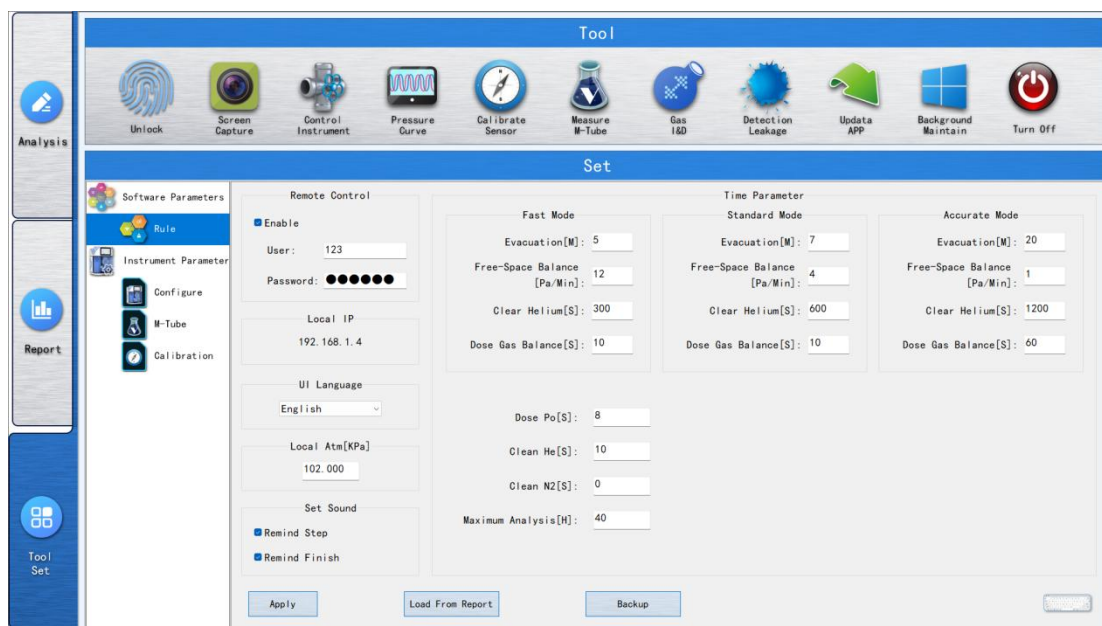 Tool
Unlock
Screen
Capture
Control
Instrument
Pressure
Curve
Calibrate
Sensor
Measure
M-Tube
Gas
I&D
Detection
Leakage
Updata
APP
Background
Maintain
Turn Off
Analysis
Report
Tool
Set
Set
Software Parameters
Rule
Instrument Parameter
Configure
M-Tube
Calibration
Remote Control
Enable
User: 123
Password: ●●●●●●
Local IP
192.168.1.4
UI Language
English
Local Atm[KPa]
102.000
Set Sound
Remind Step
Remind Finish
Time Parameter
Fast Mode
Evacuation[M]: 5
Free-Space Balance
[Pa/Min]: 12
Clear Helium[S]: 300
Dose Gas Balance[S]: 10
Standard Mode
Evacuation[M]: 7
Free-Space Balance
[Pa/Min]: 4
Clear Helium[S]: 600
Dose Gas Balance[S]: 10
Accurate Mode
Evacuation[M]: 20
Free-Space Balance
[Pa/Min]: 1
Clear Helium[S]: 1200
Dose Gas Balance[S]: 60
Dose Po[S]: 8
Clean He[S]: 10
Clean N2[S]: 0
Maximum Analysis[H]: 40
Apply
Load From Report
Backup